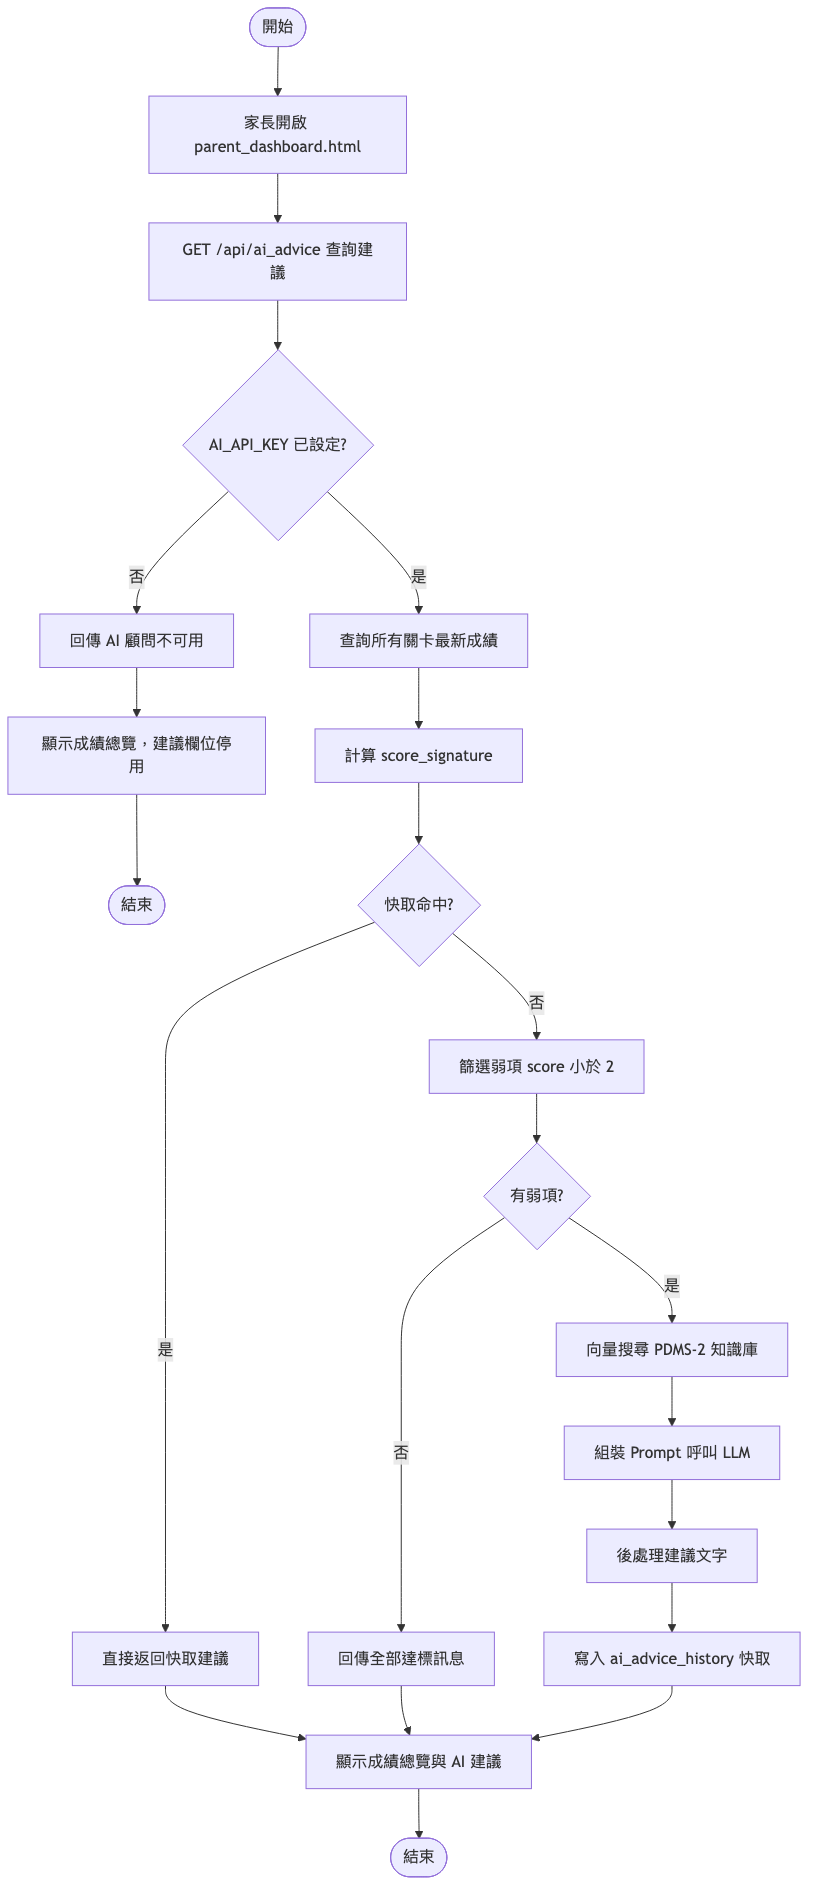 開始
家長開啟
parent_dashboard.html
GET /api/ai_advice 查詢建
議
AI_API_KEY 已設定?
否
是
回傳 AI 顧問不可用
查詢所有關卡最新成績
顯示成績總覽，建議欄位停
用
計算 score_signature
結束
快取命中?
否
篩選弱項 score 小於 2
有弱項?
是
是
向量搜尋 PDMS-2 知識庫
否
組裝 Prompt 呼叫 LLM
後處理建議文字
直接返回快取建議
回傳全部達標訊息
寫入 ai_advice_history 快取
顯示成績總覽與 AI 建議
結束